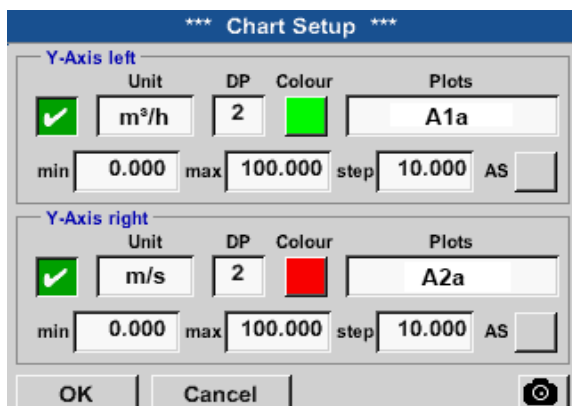 *** Chart Setup ***
Y-Axis left
Unit DP Colour Plots
m³/h 2 A1a
min 0.000 max 100.000 step 10.000 AS
Y-Axis right
Unit DP Colour Plots
m/s 2 A2a
min 0.000 max 100.000 step 10.000 AS
OK Cancel